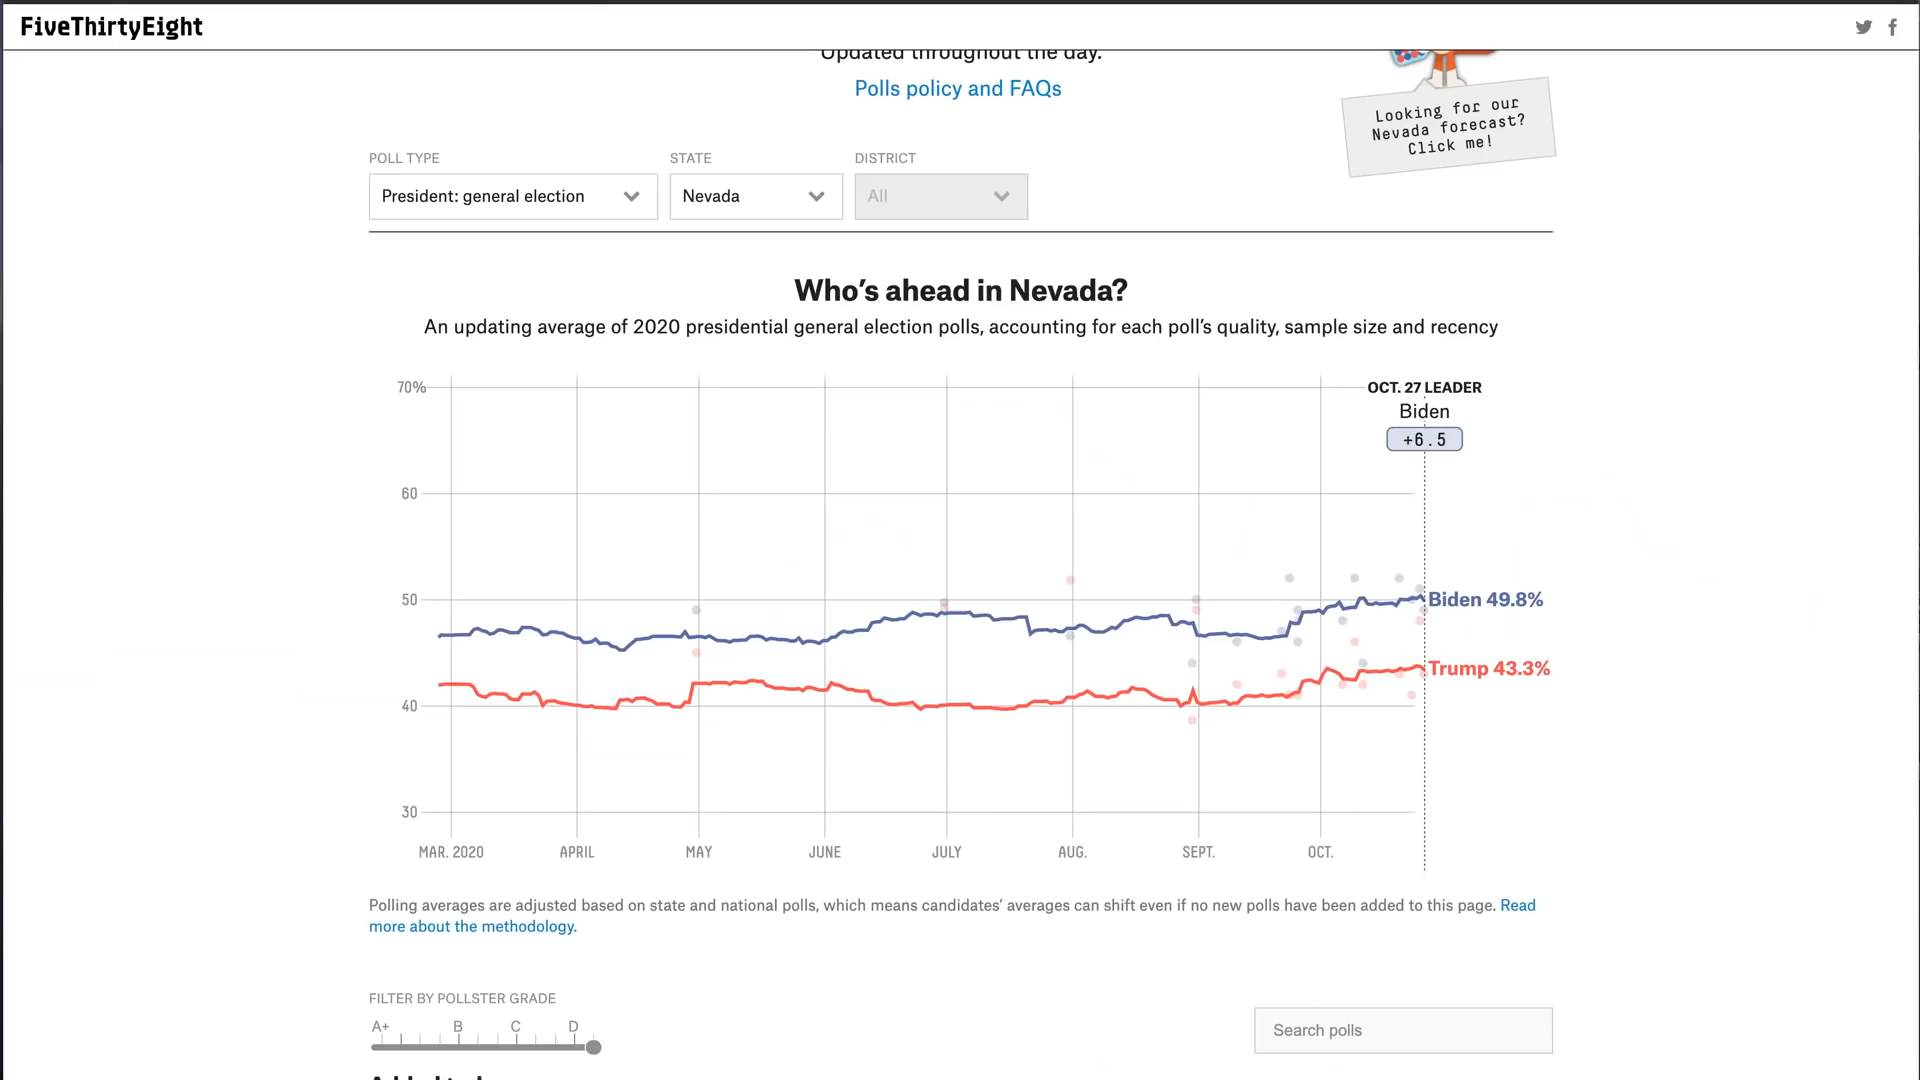 FiveThirtyEight
Updated throughout the day.
Polls policy and FAQs
Looking for our
Nevada forecast?
Click me!
POLL TYPE
STATE
DISTRICT
President: general election
Nevada
All
Who's ahead in Nevada?
An updating average of 2020 presidential general election polls, accounting for each poll's quality, sample size and recency
70%
60
50
40
30
OCT. 27 LEADER
Biden
+6.5
Biden 49.8%
Trump 43.3%
MAR. 2020
APRIL
MAY
JUNE
JULY
AUG.
SEPT.
OCT.
Polling averages are adjusted based on state and national polls, which means candidates' averages can shift even if no new polls have been added to this page. Read
more about the methodology.
FILTER BY POLLSTER GRADE
A+
B
C
D
Search polls